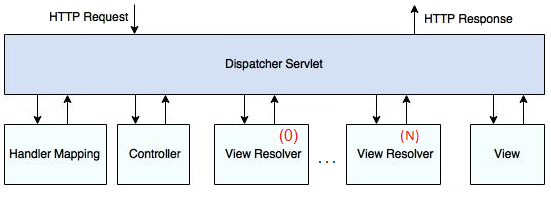 HTTP Request
HTTP Response
Dispatcher Servlet
Handler Mapping
Controller
(0)
View Resolver
...
(N)
View Resolver
View